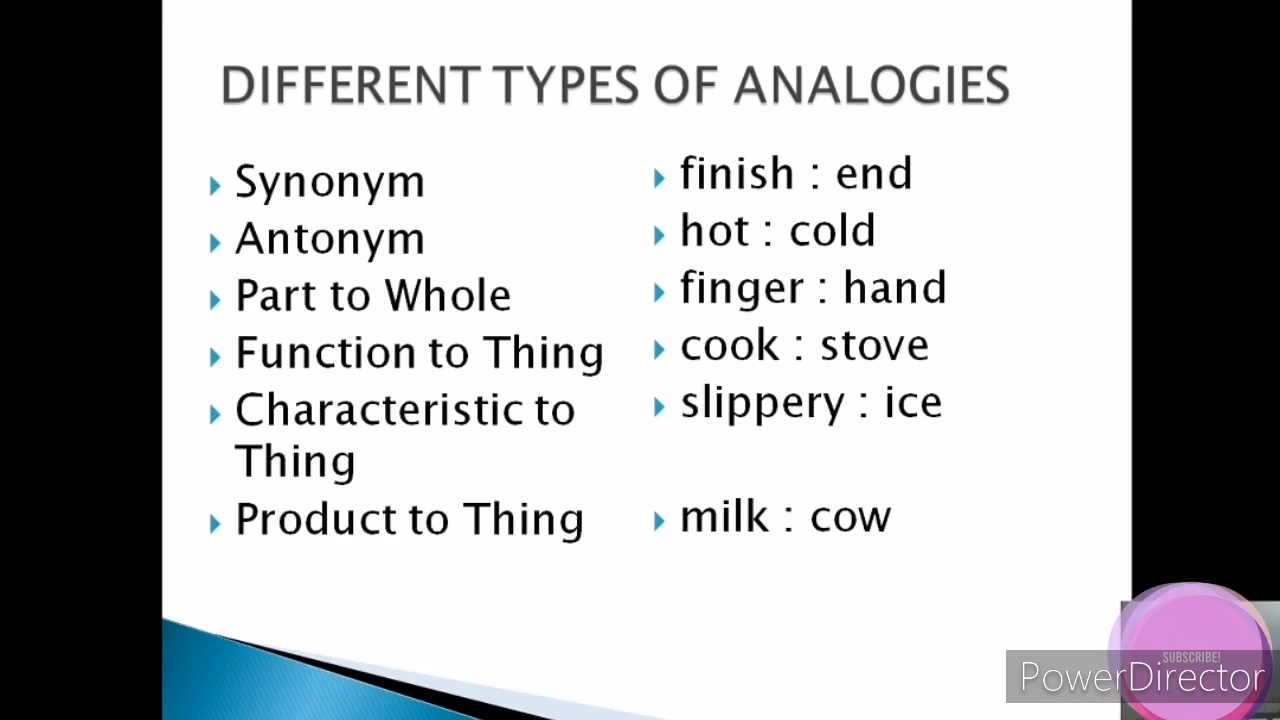 DIFFERENT TYPES OF ANALOGIES
Synonym
Antonym
Part to Whole
Function to Thing
Characteristic to
Thing
Product to Thing
finish : end
hot : cold
finger : hand
cook : stove
slippery : ice
milk : cow
SUBSCRIBE!
PowerDirector